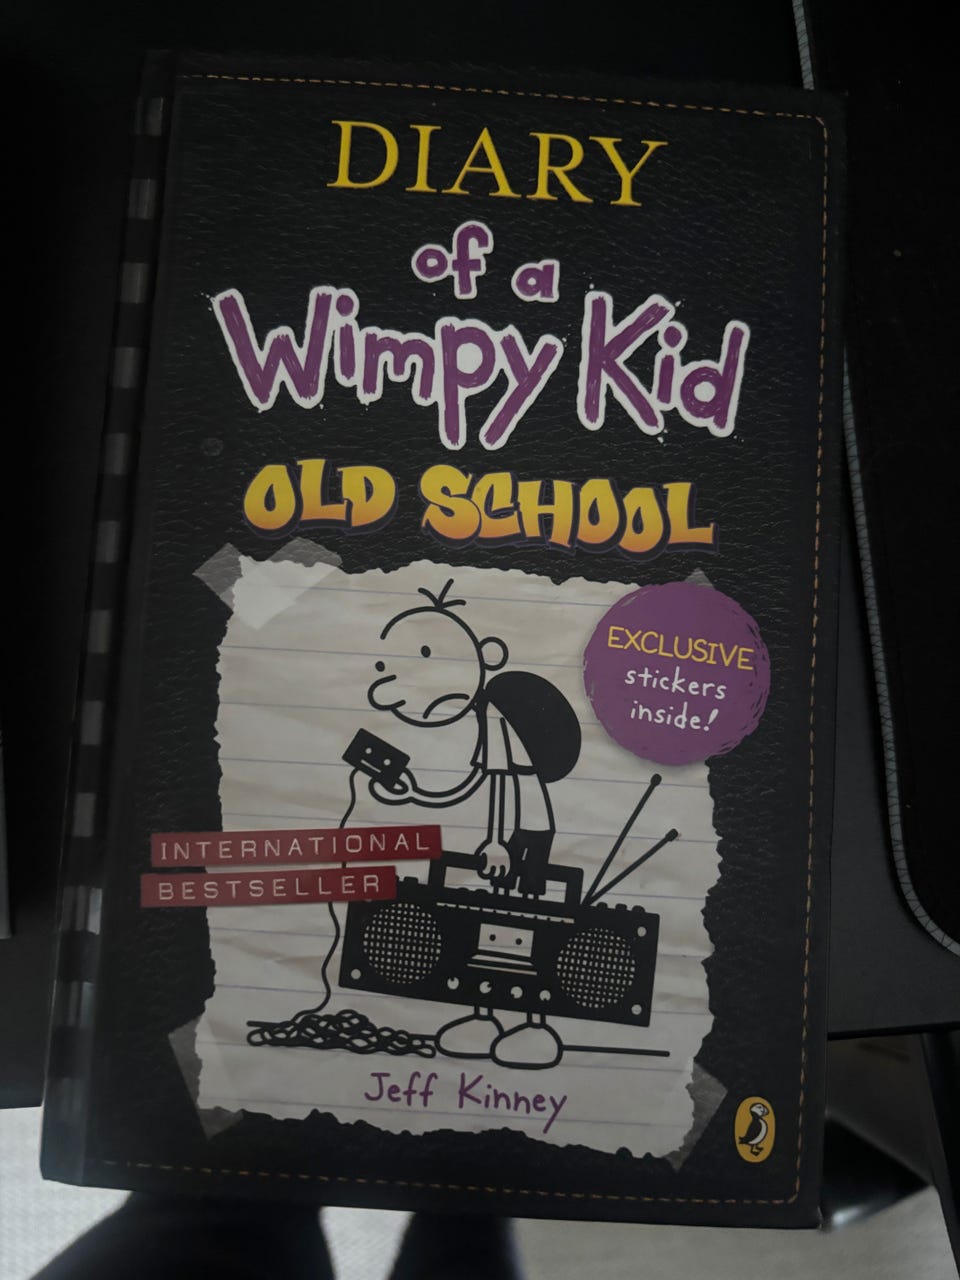 DIARY
of a
Wimpy Kid
OLD SCHOOL
EXCLUSIVE
stickers
inside!
INTERNATIONAL
BESTSELLER
Jeff Kinney